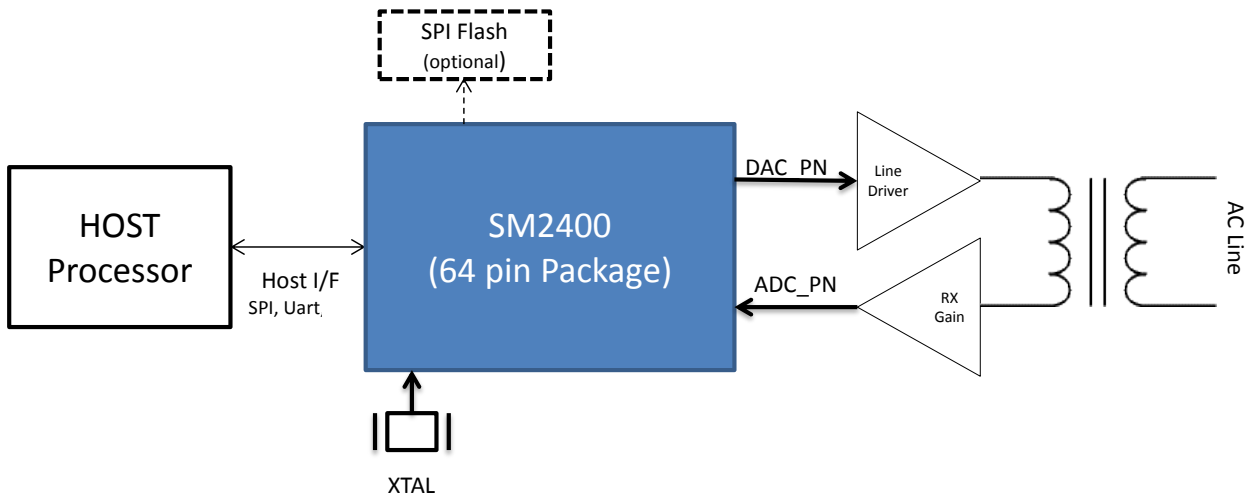 SPI Flash
(optional)
HOST
Processor
Host I/F
SPI, Uart,
SM2400
(64 pin Package)
DAC_PN
Line
Driver
ADC_PN
RX
Gain
AC Line
XTAL